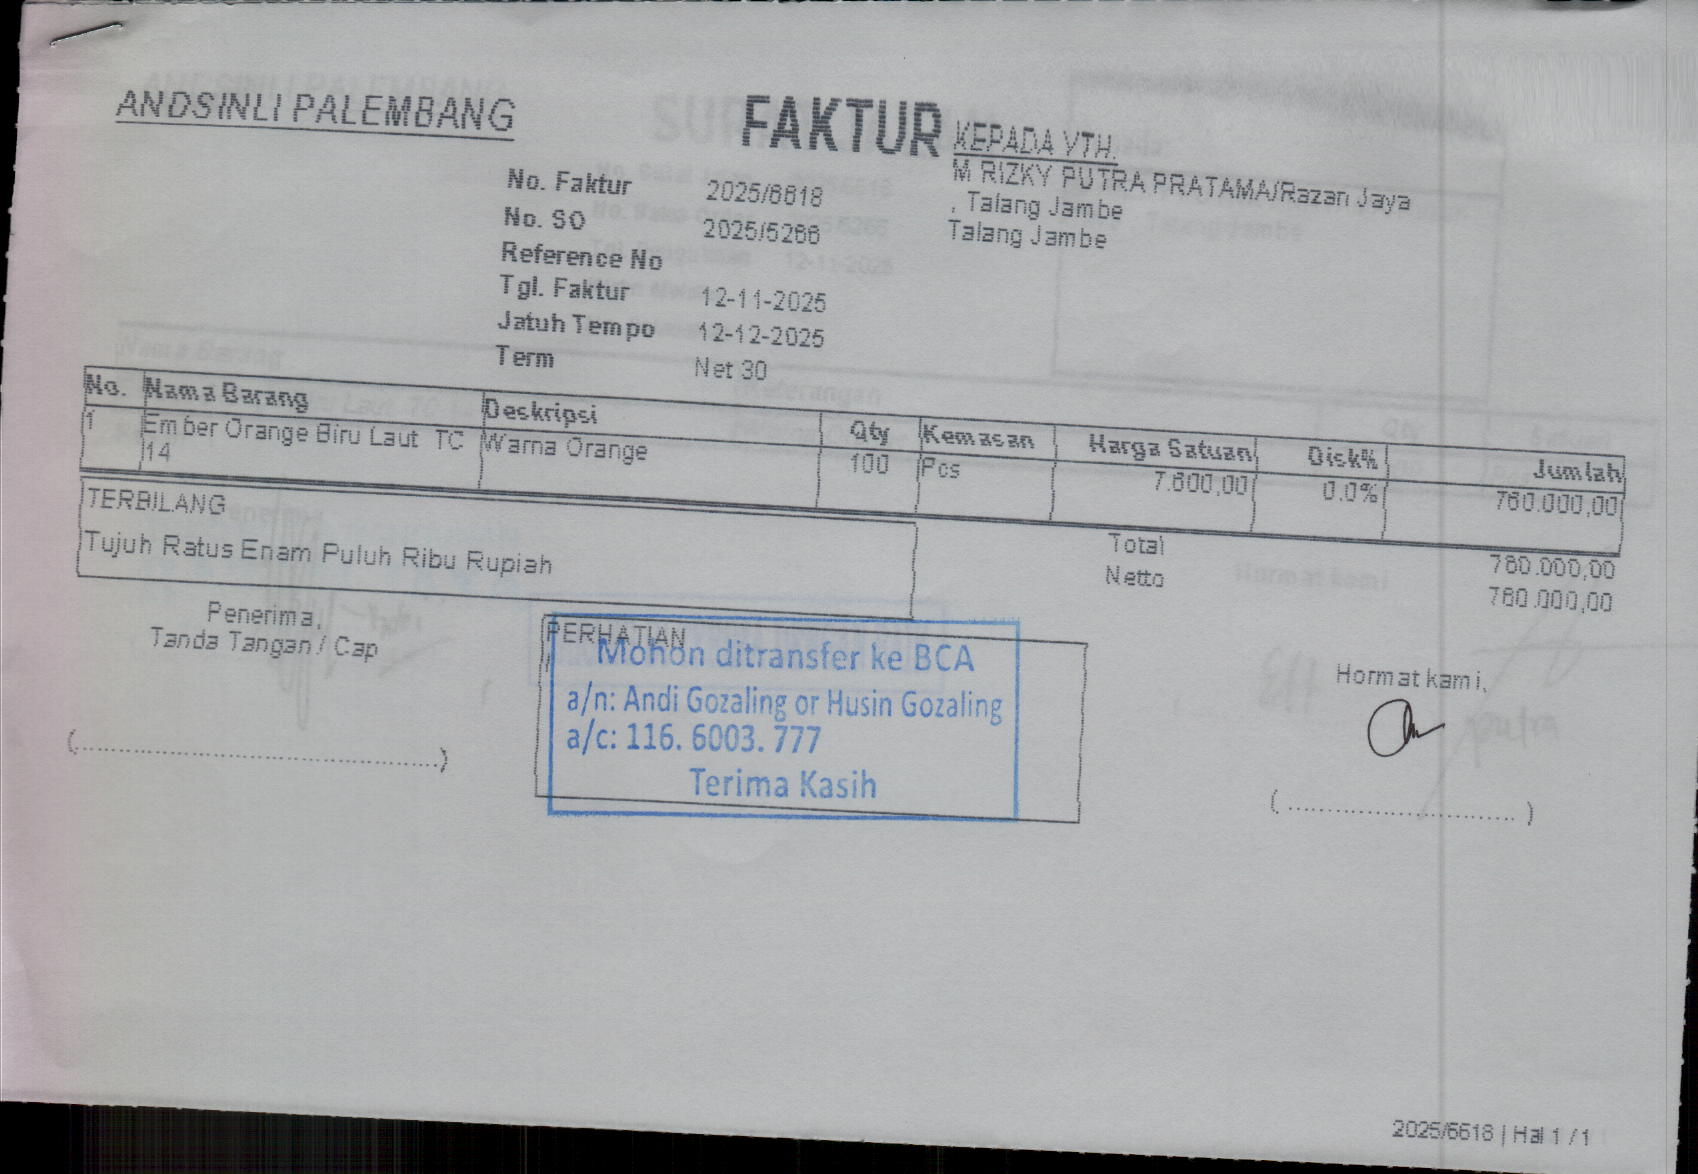 ANDSINLI PALEMBANG
FAKTUR
KEPADA YTH.
M RIZKY PUTRA PRATAMA/Razan Jaya
, Talang Jambe
Talang Jambe
No. Faktur 2025/6618
No. SO 2025/5266
Reference No
Tgl. Faktur 12-11-2025
Jatuh Tempo 12-12-2025
Term Net 30
No. Nama Barang Deskripsi Qty Kemasan Harga Satuan Disk% Jumlah
1 Ember Orange Biru Laut TC Warna Orange 100 Pcs 7.600,00 0.0% 760.000,00
14
TERBILANG
Tujuh Ratus Enam Puluh Ribu Rupiah
Total 760.000,00
Netto 760.000,00
Penerima,
Tanda Tangan / Cap
(..................................................)
PERHATIAN
Mohon ditransfer ke BCA
a/n: Andi Gozaling or Husin Gozaling
a/c: 116. 6003. 777
Terima Kasih
Hormat kami,
( ................................ )
2025/6618 | Hal 1 / 1